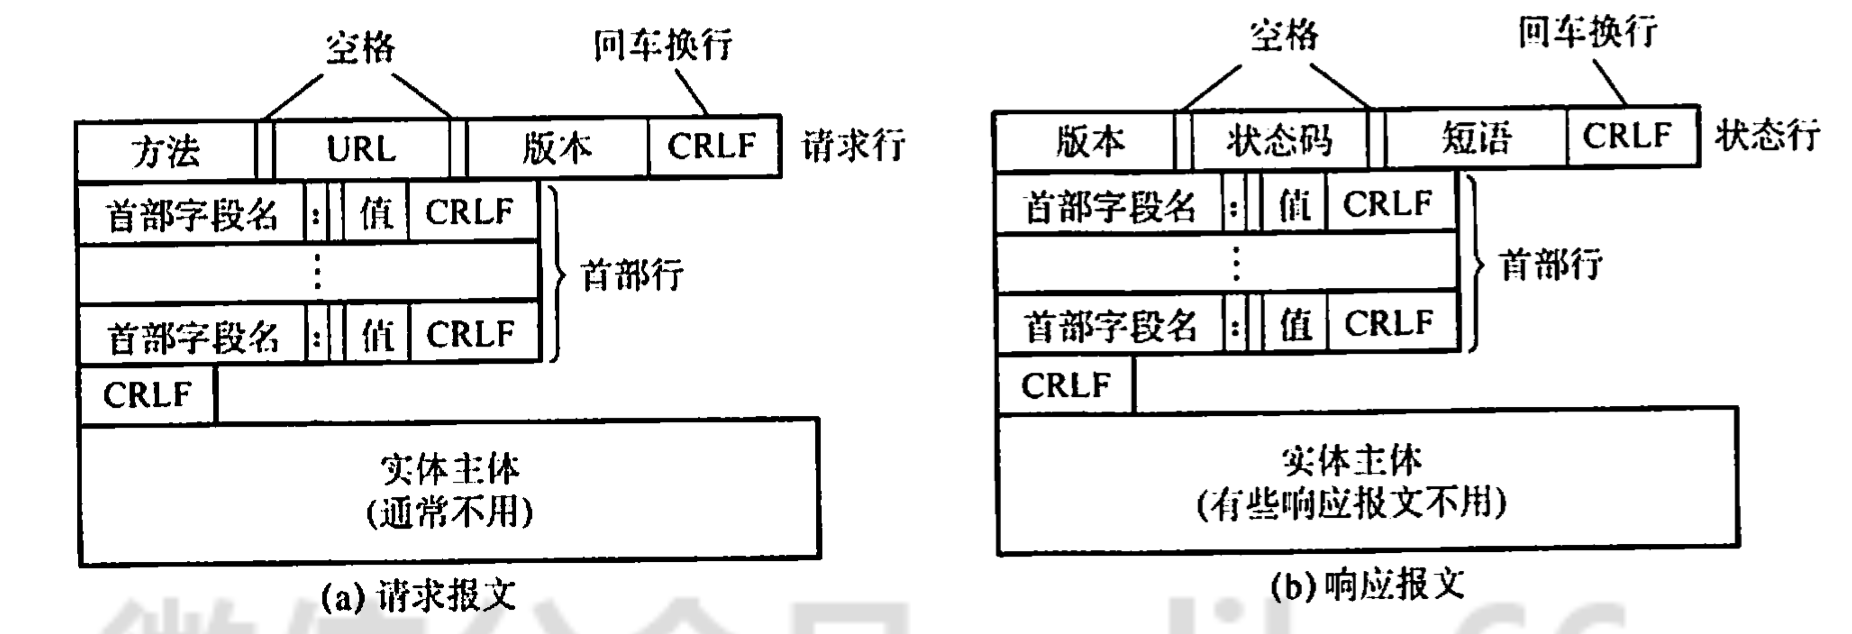 空格 回车换行
方法 URL 版本 CRLF 请求行
首部字段名 : 值 CRLF
⋮
首部行
首部字段名 : 值 CRLF
CRLF
实体主体
(通常不用)
(a) 请求报文
空格 回车换行
版本 状态码 短语 CRLF 状态行
首部字段名 : 值 CRLF
⋮
首部行
首部字段名 : 值 CRLF
CRLF
实体主体
(有些响应报文不用)
(b) 响应报文